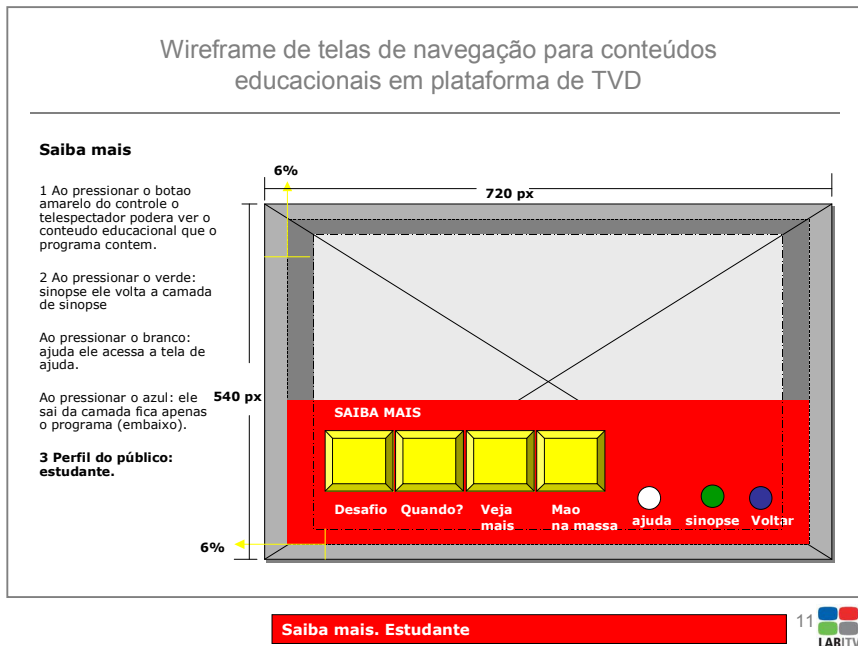 Wireframe de telas de navegação para conteúdos
educacionais em plataforma de TVD
Saiba mais
1 Ao pressionar o botao
amarelo do controle o
telespectador podera ver o
conteudo educacional que o
programa contem.
2 Ao pressionar o verde:
sinopse ele volta a camada
de sinopse
Ao pressionar o branco:
ajuda ele acessa a tela de
ajuda.
Ao pressionar o azul: ele
sai da camada fica apenas
o programa (embaixo).
3 Perfil do público:
estudante.
6%
720 px
540 px
SAIBA MAIS
Desafio
Quando?
Veja
mais
Mao
na massa
ajuda
sinopse
Voltar
6%
Saiba mais. Estudante
11
LABITV